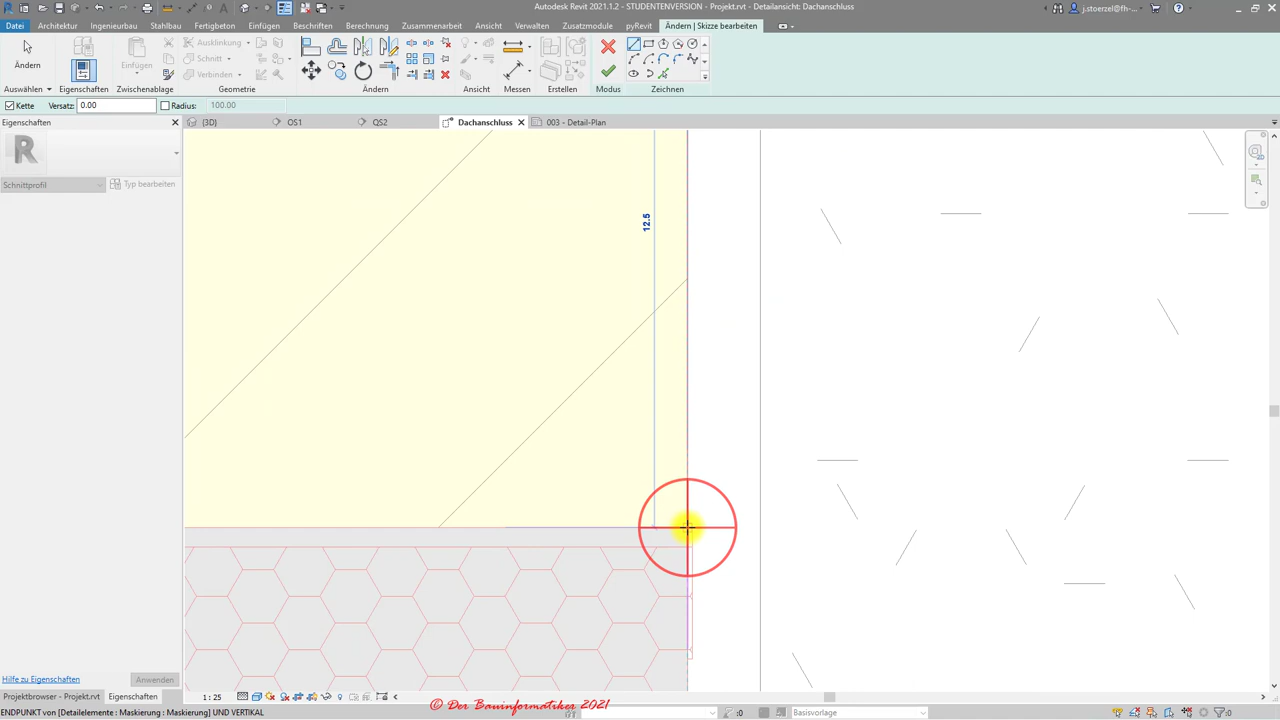 Autodesk Revit 2021.1.2 - STUDENTENVERSION - Projekt.rvt - Detailansicht: Dachanschluss
j.stoerzel@fh-...
Datei Architektur Ingenieurbau Stahlbau Fertigbeton Einfügen Beschriften Berechnung Zusammenarbeit Ansicht Verwalten Zusatzmodule pyRevit Ändern | Skizze bearbeiten
Ändern
Einfügen
Ausklinkung
Schnitt
Verbinden
Auswählen Eigenschaften Zwischenablage Geometrie Ändern Ansicht Messen Erstellen Modus Zeichnen
Kette Versatz: 0.00 Radius: 100.00
Eigenschaften
{3D} OS1 QS2 Dachanschluss 003 - Detail-Plan
R
Schnittprofil Typ bearbeiten
2D
12.5
Hilfe zu Eigenschaften Anwenden
Projektbrowser - Projekt.rvt Eigenschaften 1 : 25
© Der Bauinformatiker 2021
ENDPUNKT von [Detailelemente : Maskierung : Maskierung] UND VERTIKAL :0 Basisvorlage :0